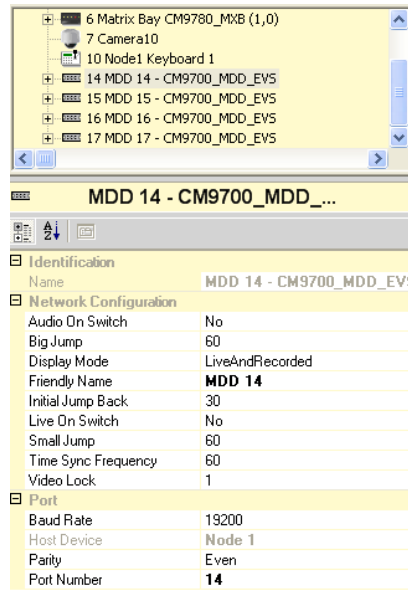 6 Matrix Bay CM9780_MXB (1,0)
7 Camera10
10 Node1 Keyboard 1
14 MDD 14 - CM9700_MDD_EVS
15 MDD 15 - CM9700_MDD_EVS
16 MDD 16 - CM9700_MDD_EVS
17 MDD 17 - CM9700_MDD_EVS
MDD 14 - CM9700_MDD_...
Identification
Name MDD 14 - CM9700_MDD_EVS
Network Configuration
Audio On Switch No
Big Jump 60
Display Mode LiveAndRecorded
Friendly Name MDD 14
Initial Jump Back 30
Live On Switch No
Small Jump 60
Time Sync Frequency 60
Video Lock 1
Port
Baud Rate 19200
Host Device Node 1
Parity Even
Port Number 14